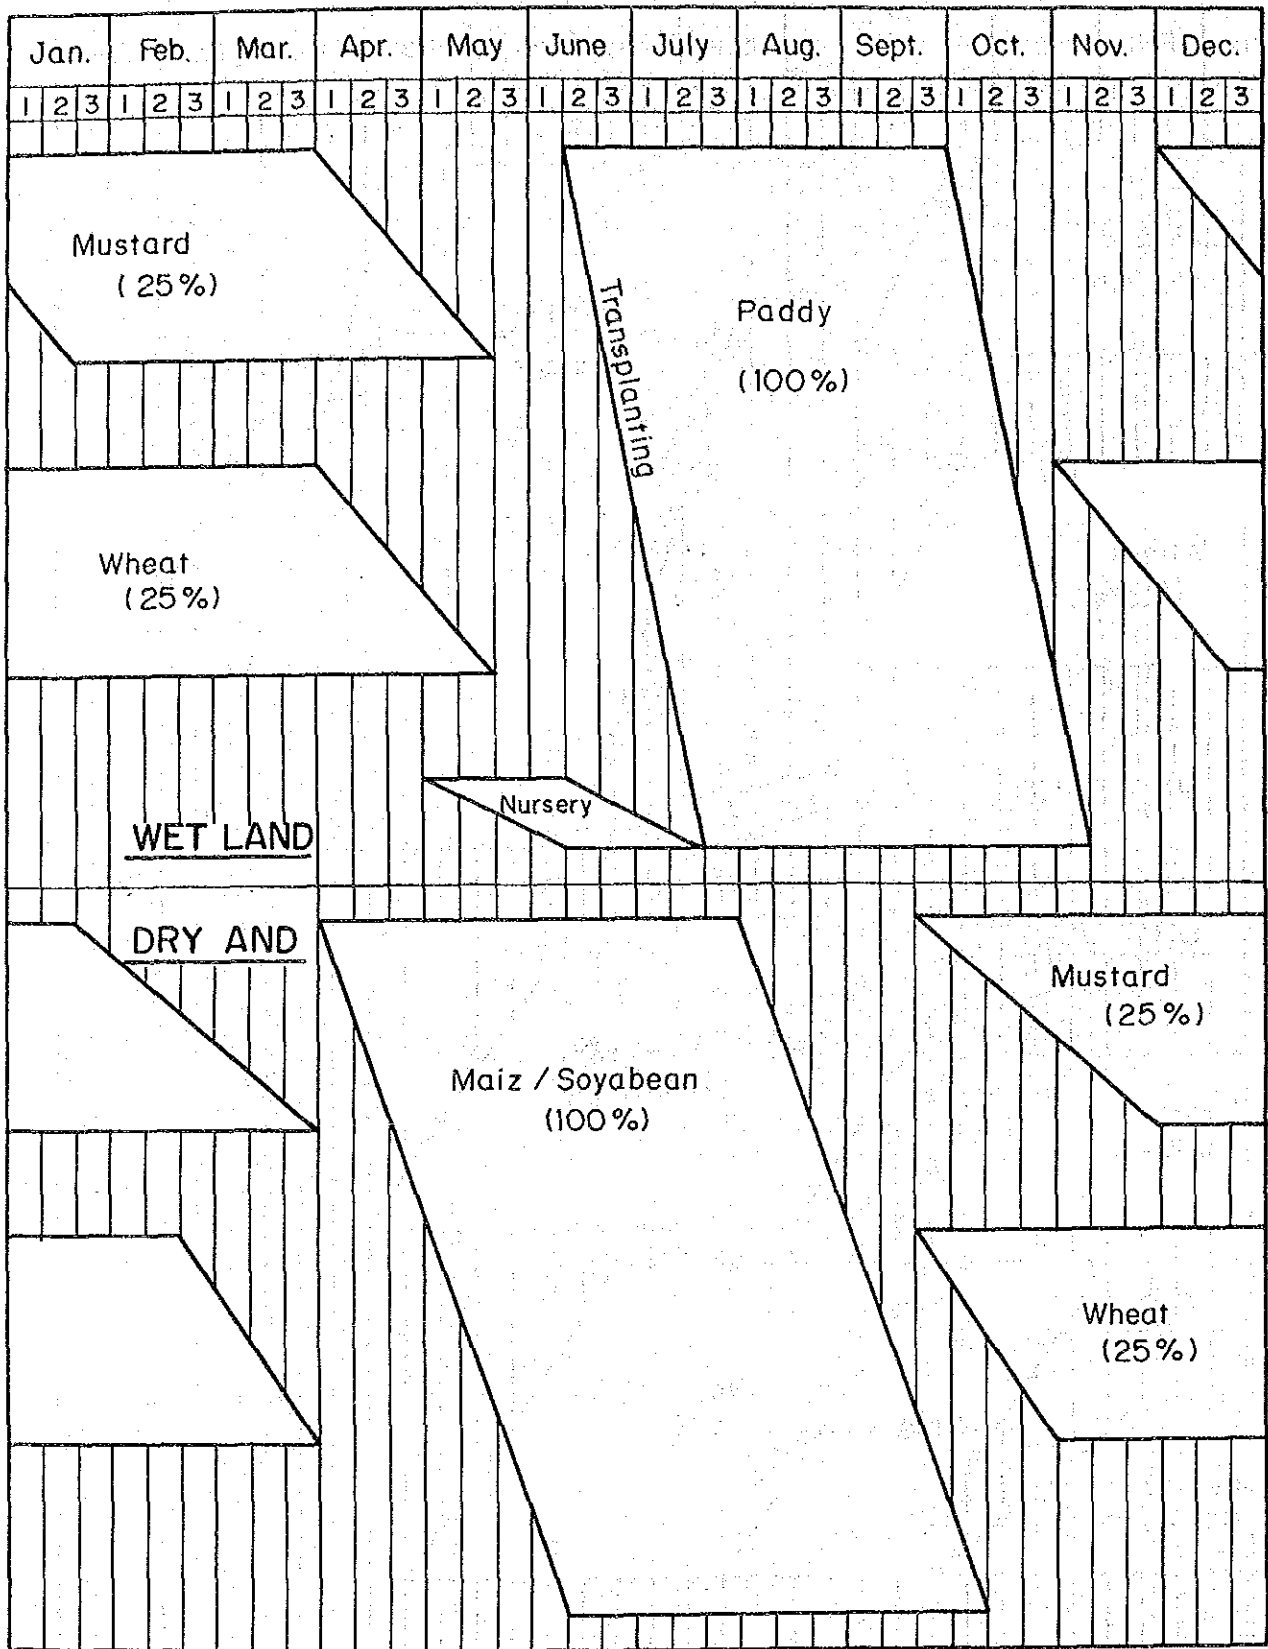 Jan. Feb. Mar. Apr. May June July Aug. Sept. Oct. Nov. Dec.
1 2 3 1 2 3 1 2 3 1 2 3 1 2 3 1 2 3 1 2 3 1 2 3 1 2 3 1 2 3 1 2 3 1 2 3
Mustard
(25%)
Transplanting
Paddy
(100%)
Wheat
(25%)
Nursery
WET LAND
DRY AND
Mustard
(25%)
Maiz / Soyabean
(100%)
Wheat
(25%)